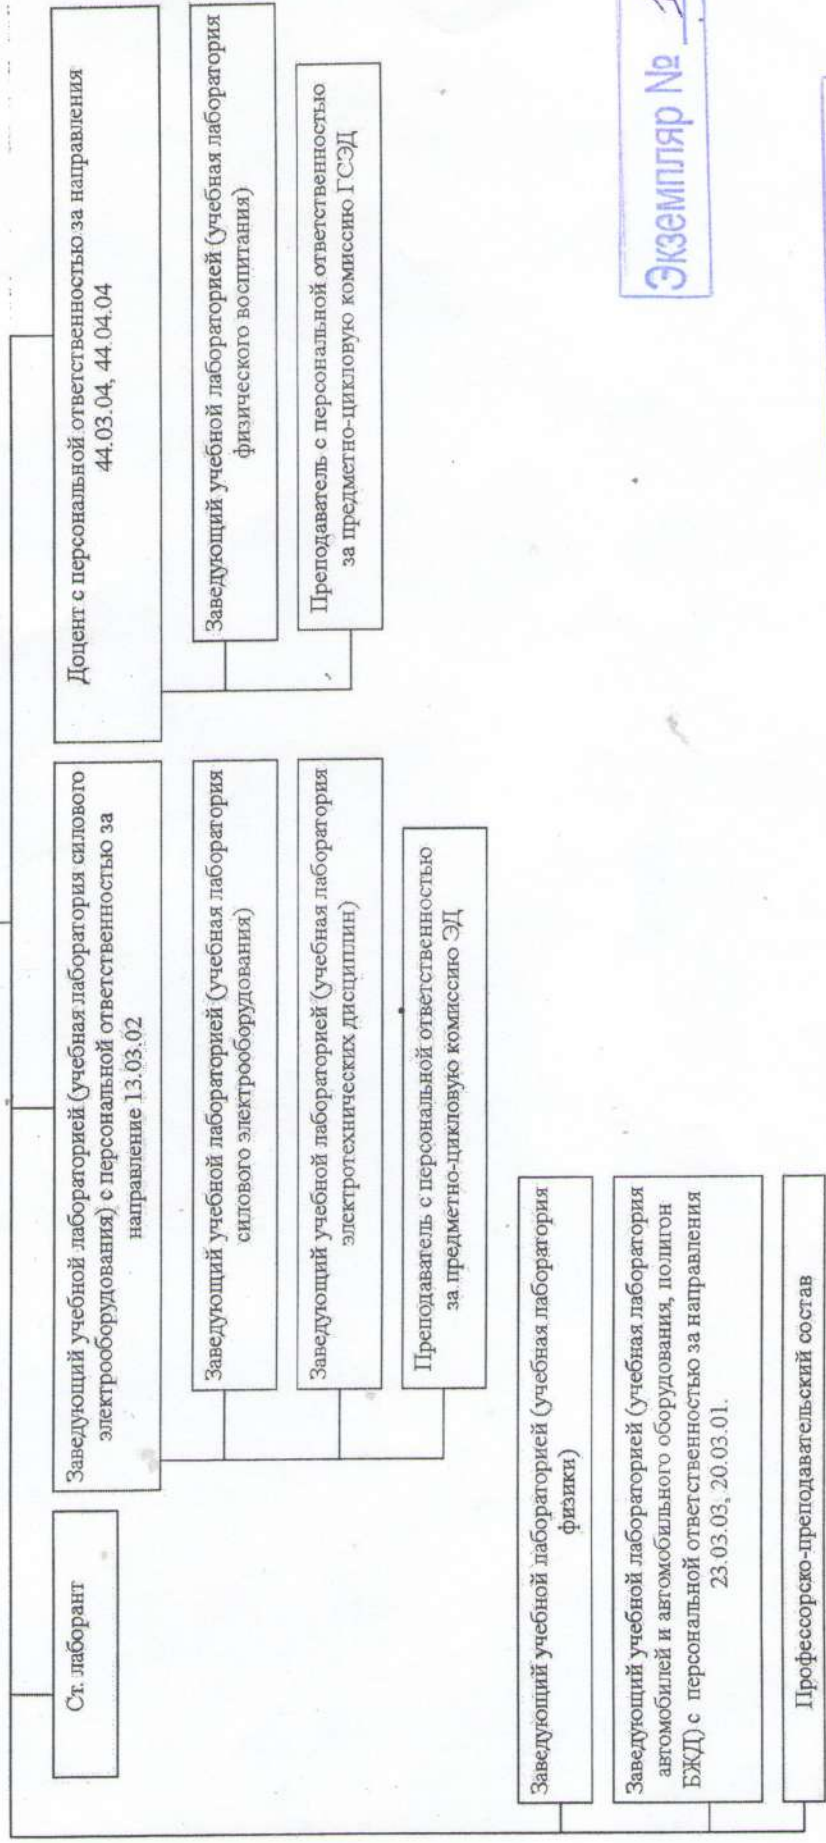 Ст. лаборант
Заведующий учебной лабораторией (учебная лаборатория силового
электрооборудования) с персональной ответственностью за
направление 13.03.02
Заведующий учебной лабораторией (учебная лаборатория
силового электрооборудования)
Заведующий учебной лабораторией (учебная лаборатория
электротехнических дисциплин)
Преподаватель с персональной ответственностью
за предметно-цикловую комиссию ЭД
Доцент с персональной ответственностью за направления
44.03.04, 44.04.04
Заведующий учебной лабораторией (учебная лаборатория
физического воспитания)
Преподаватель с персональной ответственностью
за предметно-цикловую комиссию ГСЭД
Заведующий учебной лабораторией (учебная лаборатория
физики)
Заведующий учебной лабораторией (учебная лаборатория
автомобилей и автомобильного оборудования, полигон
БЖД) с персональной ответственностью за направления
23.03.03, 20.03.01.
Профессорско-преподавательский состав
Экземпляр №